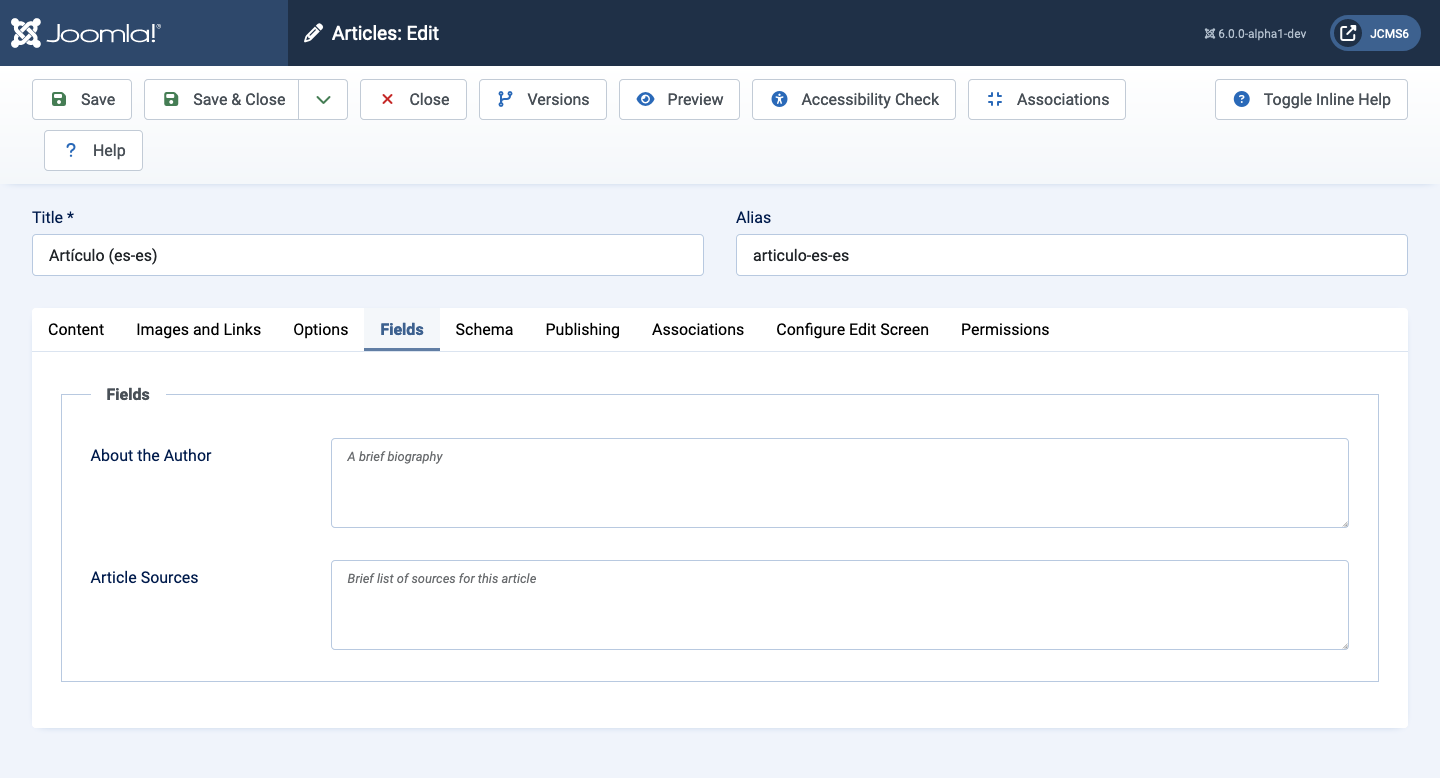 Joomla!®
Articles: Edit
6.0.0-alpha1-dev
JCMS6
Save
Save & Close
Close
Versions
Preview
Accessibility Check
Associations
Toggle Inline Help
? Help
Title *
Alias
Artículo (es-es)
articulo-es-es
Content
Images and Links
Options
Fields
Schema
Publishing
Associations
Configure Edit Screen
Permissions
Fields
About the Author
A brief biography
Article Sources
Brief list of sources for this article